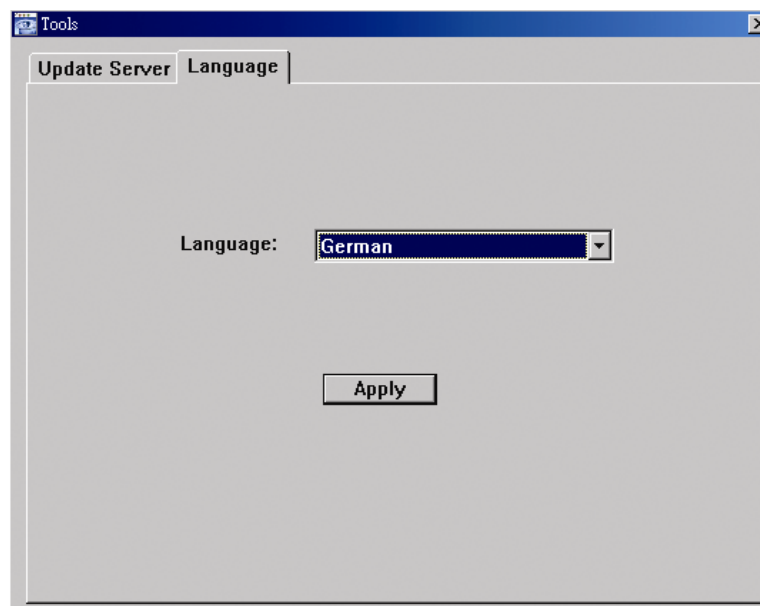 Tools
Update Server
Language
Language:
German
Apply